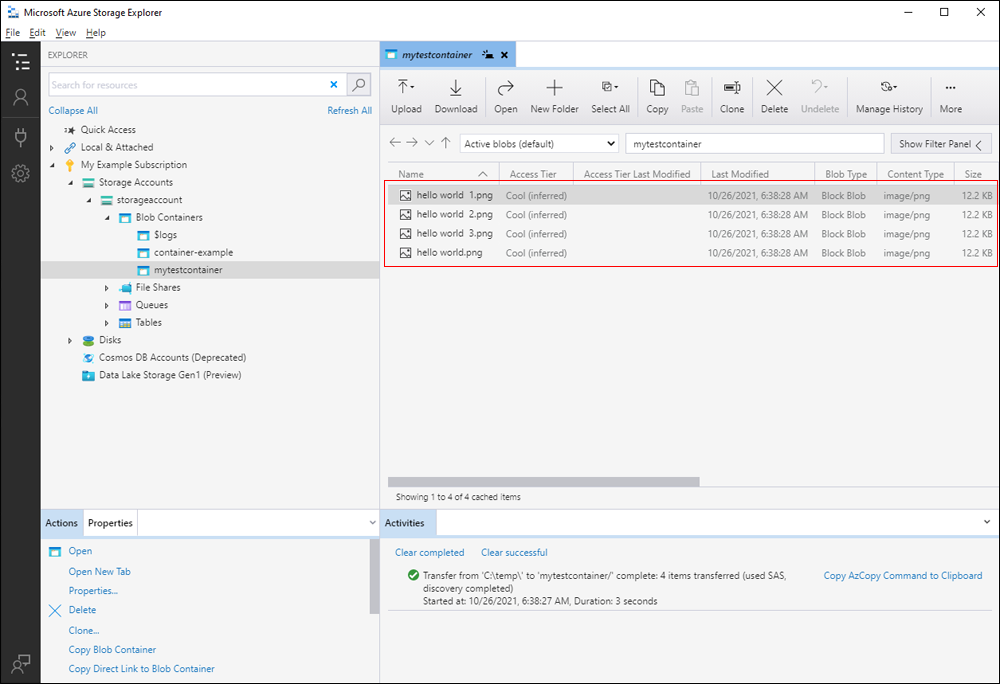 Microsoft Azure Storage Explorer
File Edit View Help
EXPLORER
Search for resources
Collapse All Refresh All
Quick Access
Local & Attached
My Example Subscription
Storage Accounts
storageaccount
Blob Containers
$logs
container-example
mytestcontainer
File Shares
Queues
Tables
Disks
Cosmos DB Accounts (Deprecated)
Data Lake Storage Gen1 (Preview)
Actions Properties
Open
Open New Tab
Properties...
Delete
Clone...
Copy Blob Container
Copy Direct Link to Blob Container
mytestcontainer
Upload Download Open New Folder Select All Copy Paste Clone Delete Undelete Manage History More
Active blobs (default) mytestcontainer Show Filter Panel
Name Access Tier Access Tier Last Modified Last Modified Blob Type Content Type Size
hello world 1.png Cool (inferred) 10/26/2021, 6:38:28 AM Block Blob image/png 12.2 KB
hello world 2.png Cool (inferred) 10/26/2021, 6:38:28 AM Block Blob image/png 12.2 KB
hello world 3.png Cool (inferred) 10/26/2021, 6:38:28 AM Block Blob image/png 12.2 KB
hello world.png Cool (inferred) 10/26/2021, 6:38:28 AM Block Blob image/png 12.2 KB
Showing 1 to 4 of 4 cached items
Activities
Clear completed Clear successful
Transfer from 'C:\temp\' to 'mytestcontainer/' complete: 4 items transferred (used SAS, Copy AzCopy Command to Clipboard
discovery completed)
Started at: 10/26/2021, 6:38:27 AM, Duration: 3 seconds